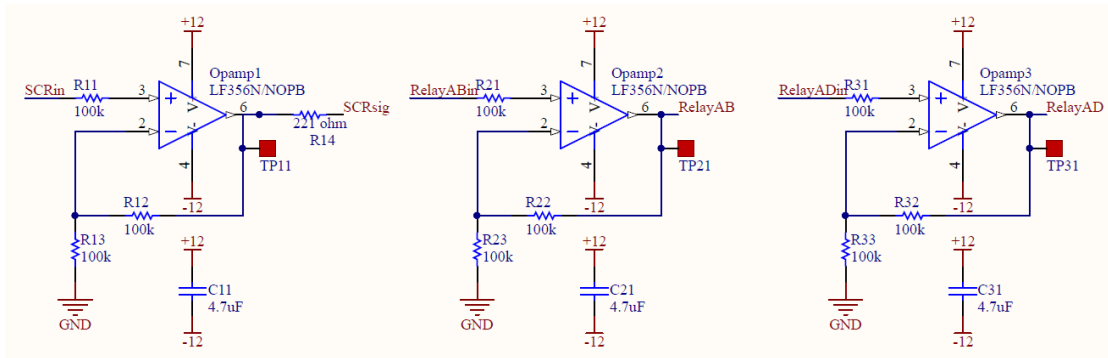 +12
7
SCRin
R11
100k
3
2
Opamp1
LF356N/NOPB
V
V-
6
221 ohm
R14
SCRsig
TP11
4
-12
R12
100k
R13
100k
GND
+12
C11
4.7uF
-12
+12
7
RelayABin
R21
100k
3
2
Opamp2
LF356N/NOPB
V
V-
6
RelayAB
TP21
4
-12
R22
100k
R23
100k
GND
+12
C21
4.7uF
-12
+12
7
RelayADin
R31
100k
3
2
Opamp3
LF356N/NOPB
V
V-
6
RelayAD
TP31
4
-12
R32
100k
R33
100k
GND
+12
C31
4.7uF
-12